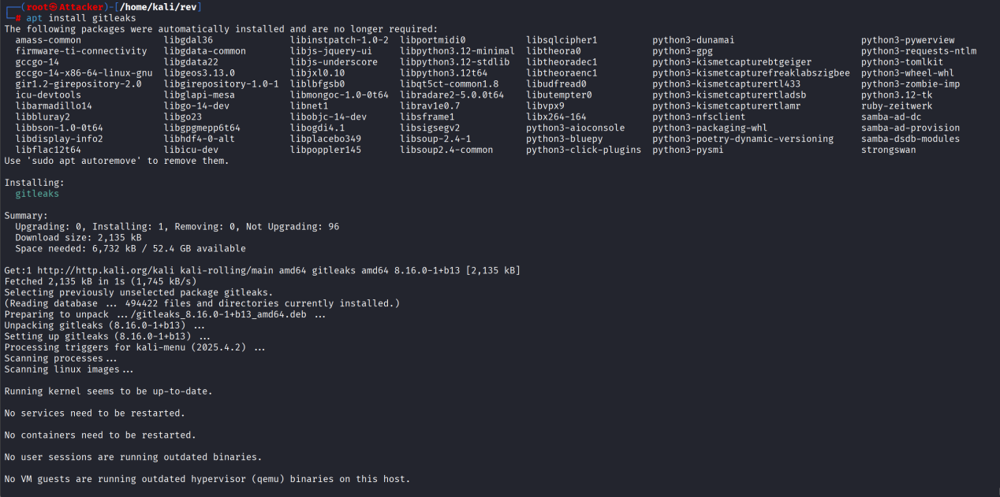 ┌──(root㉿Attacker)-[/home/kali/rev]
└─# apt install gitleaks
The following packages were automatically installed and are no longer required:
  amass-common             libgdal36            libinstpatch-1.0-2  libportmidi0          libsqlcipher1          python3-dunamai                       python3-pywerview
  firmware-ti-connectivity libgdata-common      libjs-jquery-ui     libpython3.12-minimal libtheora0             python3-gpg                           python3-requests-ntlm
  gccgo-14                 libgdata22           libjs-underscore    libpython3.12-stdlib  libtheoradec1          python3-kismetcapturebtgeiger         python3-tomlkit
  gccgo-14-x86-64-linux-gnu libgeos3.13.0       libjxl0.10          libpython3.12t64      libtheoraenc1          python3-kismetcapturefreaklabszigbee  python3-wheel-whl
  gir1.2-girepository-2.0  libgirepository-1.0-1 liblbfgsb0         libqt5ct-common1.8    libudfread0            python3-kismetcapturertl433           python3-zombie-imp
  icu-devtools             libglapi-mesa        libmongoc-1.0-0t64  libradare2-5.0.0t64   libutempter0           python3-kismetcapturertladsb          python3.12-tk
  libarmadillo14           libgo-14-dev         libnet1             librav1e0.7           libvpx9                python3-kismetcapturertlamr           ruby-zeitwerk
  libbluray2               libgo23              libobjc-14-dev      libsframe1            libx264-164            python3-nfsclient                     samba-ad-dc
  libbson-1.0-0t64         libgpgmepp6t64       libogdi4.1          libsigsegv2           python3-aioconsole     python3-packaging-whl                 samba-ad-provision
  libdisplay-info2         libhdf4-0-alt        libplacebo349       libsoup-2.4-1         python3-bluepy         python3-poetry-dynamic-versioning     samba-dsdb-modules
  libflac12t64             libicu-dev           libpoppler145       libsoup2.4-common     python3-click-plugins  python3-pysmi                         strongswan
Use 'sudo apt autoremove' to remove them.
Installing:
  gitleaks
Summary:
  Upgrading: 0, Installing: 1, Removing: 0, Not Upgrading: 96
  Download size: 2,135 kB
  Space needed: 6,732 kB / 52.4 GB available
Get:1 http://http.kali.org/kali kali-rolling/main amd64 gitleaks amd64 8.16.0-1+b13 [2,135 kB]
Fetched 2,135 kB in 1s (1,745 kB/s)
Selecting previously unselected package gitleaks.
(Reading database ... 494422 files and directories currently installed.)
Preparing to unpack .../gitleaks_8.16.0-1+b13_amd64.deb ...
Unpacking gitleaks (8.16.0-1+b13) ...
Setting up gitleaks (8.16.0-1+b13) ...
Processing triggers for kali-menu (2025.4.2) ...
Scanning processes...
Scanning linux images...
Running kernel seems to be up-to-date.
No services need to be restarted.
No containers need to be restarted.
No user sessions are running outdated binaries.
No VM guests are running outdated hypervisor (qemu) binaries on this host.